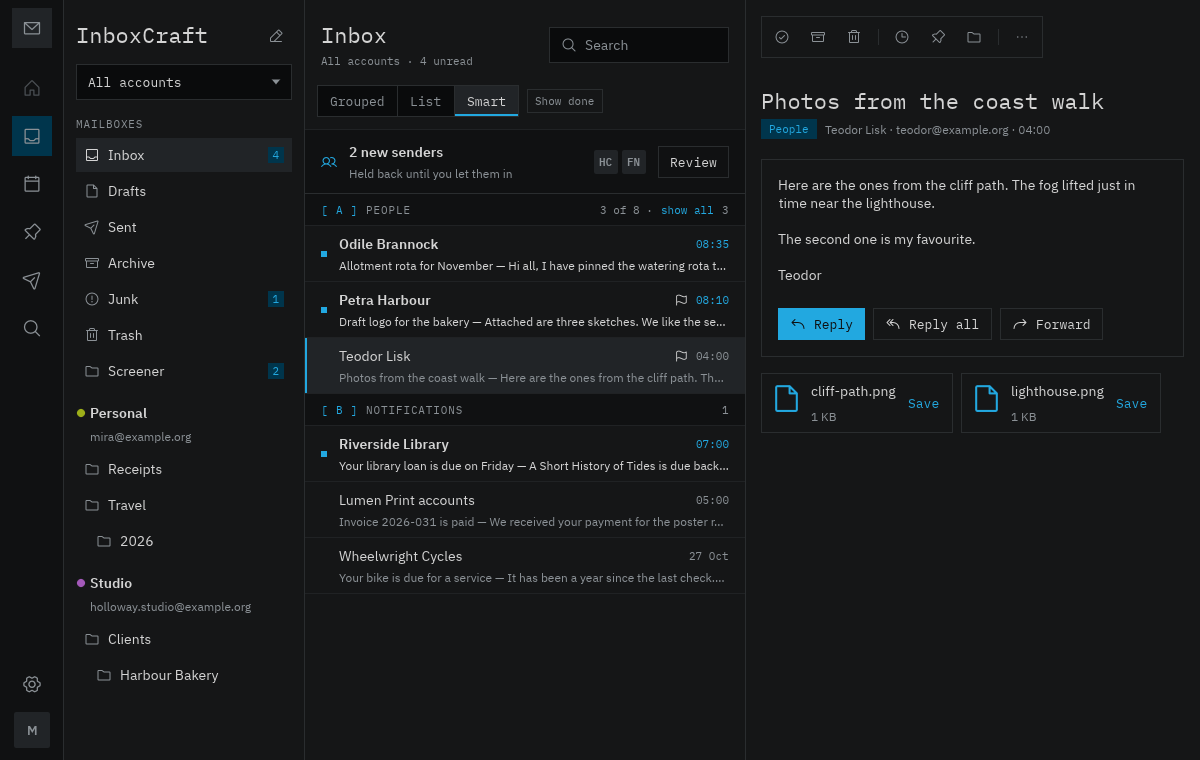 InboxCraft
All accounts
MAILBOXES
Inbox 4
Drafts
Sent
Archive
Junk 1
Trash
Screener 2
Personal
mira@example.org
Receipts
Travel
2026
Studio
holloway.studio@example.org
Clients
Harbour Bakery
M
Inbox
All accounts · 4 unread
Search
Grouped List Smart Show done
2 new senders
Held back until you let them in
HC FN Review
[ A ] PEOPLE 3 of 8 · show all 3
Odile Brannock 08:35
Allotment rota for November — Hi all, I have pinned the watering rota t…
Petra Harbour 08:10
Draft logo for the bakery — Attached are three sketches. We like the se…
Teodor Lisk 04:00
Photos from the coast walk — Here are the ones from the cliff path. Th…
[ B ] NOTIFICATIONS 1
Riverside Library 07:00
Your library loan is due on Friday — A Short History of Tides is due back…
Lumen Print accounts 05:00
Invoice 2026-031 is paid — We received your payment for the poster r…
Wheelwright Cycles 27 Oct
Your bike is due for a service — It has been a year since the last check.…
Photos from the coast walk
People Teodor Lisk · teodor@example.org · 04:00
Here are the ones from the cliff path. The fog lifted just in
time near the lighthouse.
The second one is my favourite.
Teodor
Reply Reply all Forward
cliff-path.png
1 KB
Save
lighthouse.png
1 KB
Save